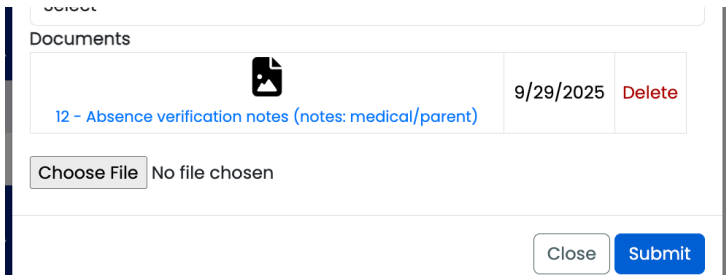 Select
Documents
12 - Absence verification notes (notes: medical/parent)
9/29/2025
Delete
Choose File No file chosen
Close
Submit